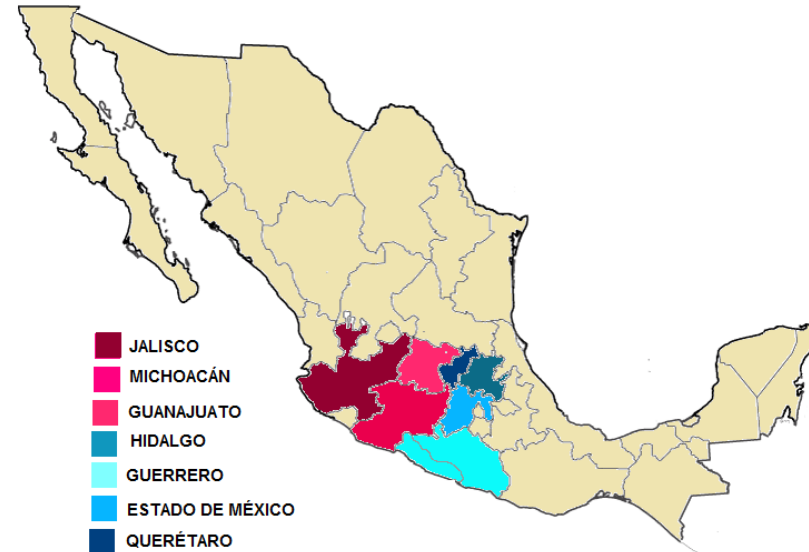 JALISCO
MICHOACÁN
GUANAJUATO
HIDALGO
GUERRERO
ESTADO DE MÉXICO
QUERÉTARO